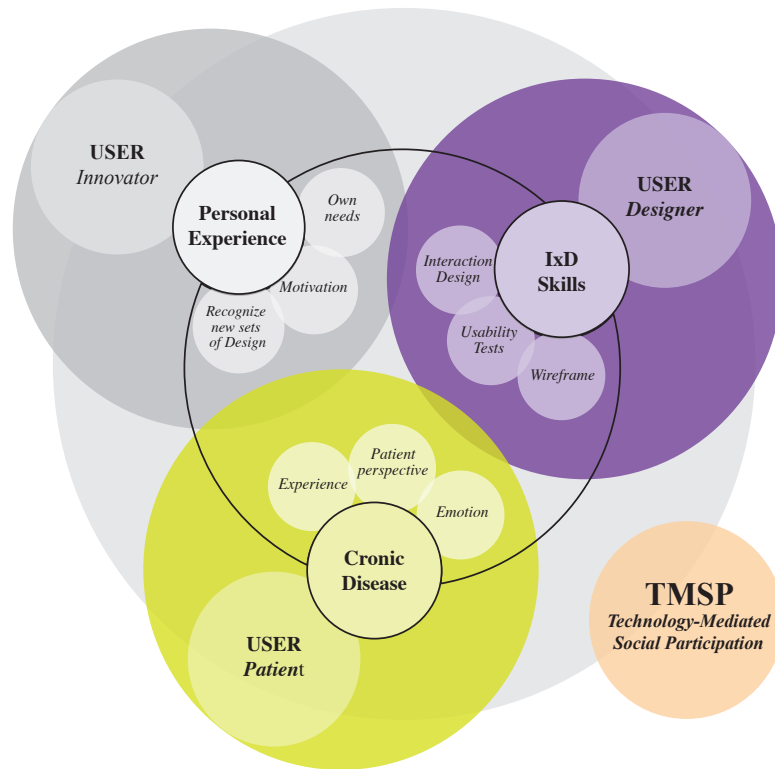 USER
Innovator
Personal
Experience
Own
needs
Motivation
Recognize
new sets
of Design
USER
Designer
IxD
Skills
Interaction
Design
Usability
Tests
Wireframe
Experience
Patient
perspective
Emotion
Cronic
Disease
USER
Patient
TMSP
Technology-Mediated
Social Participation